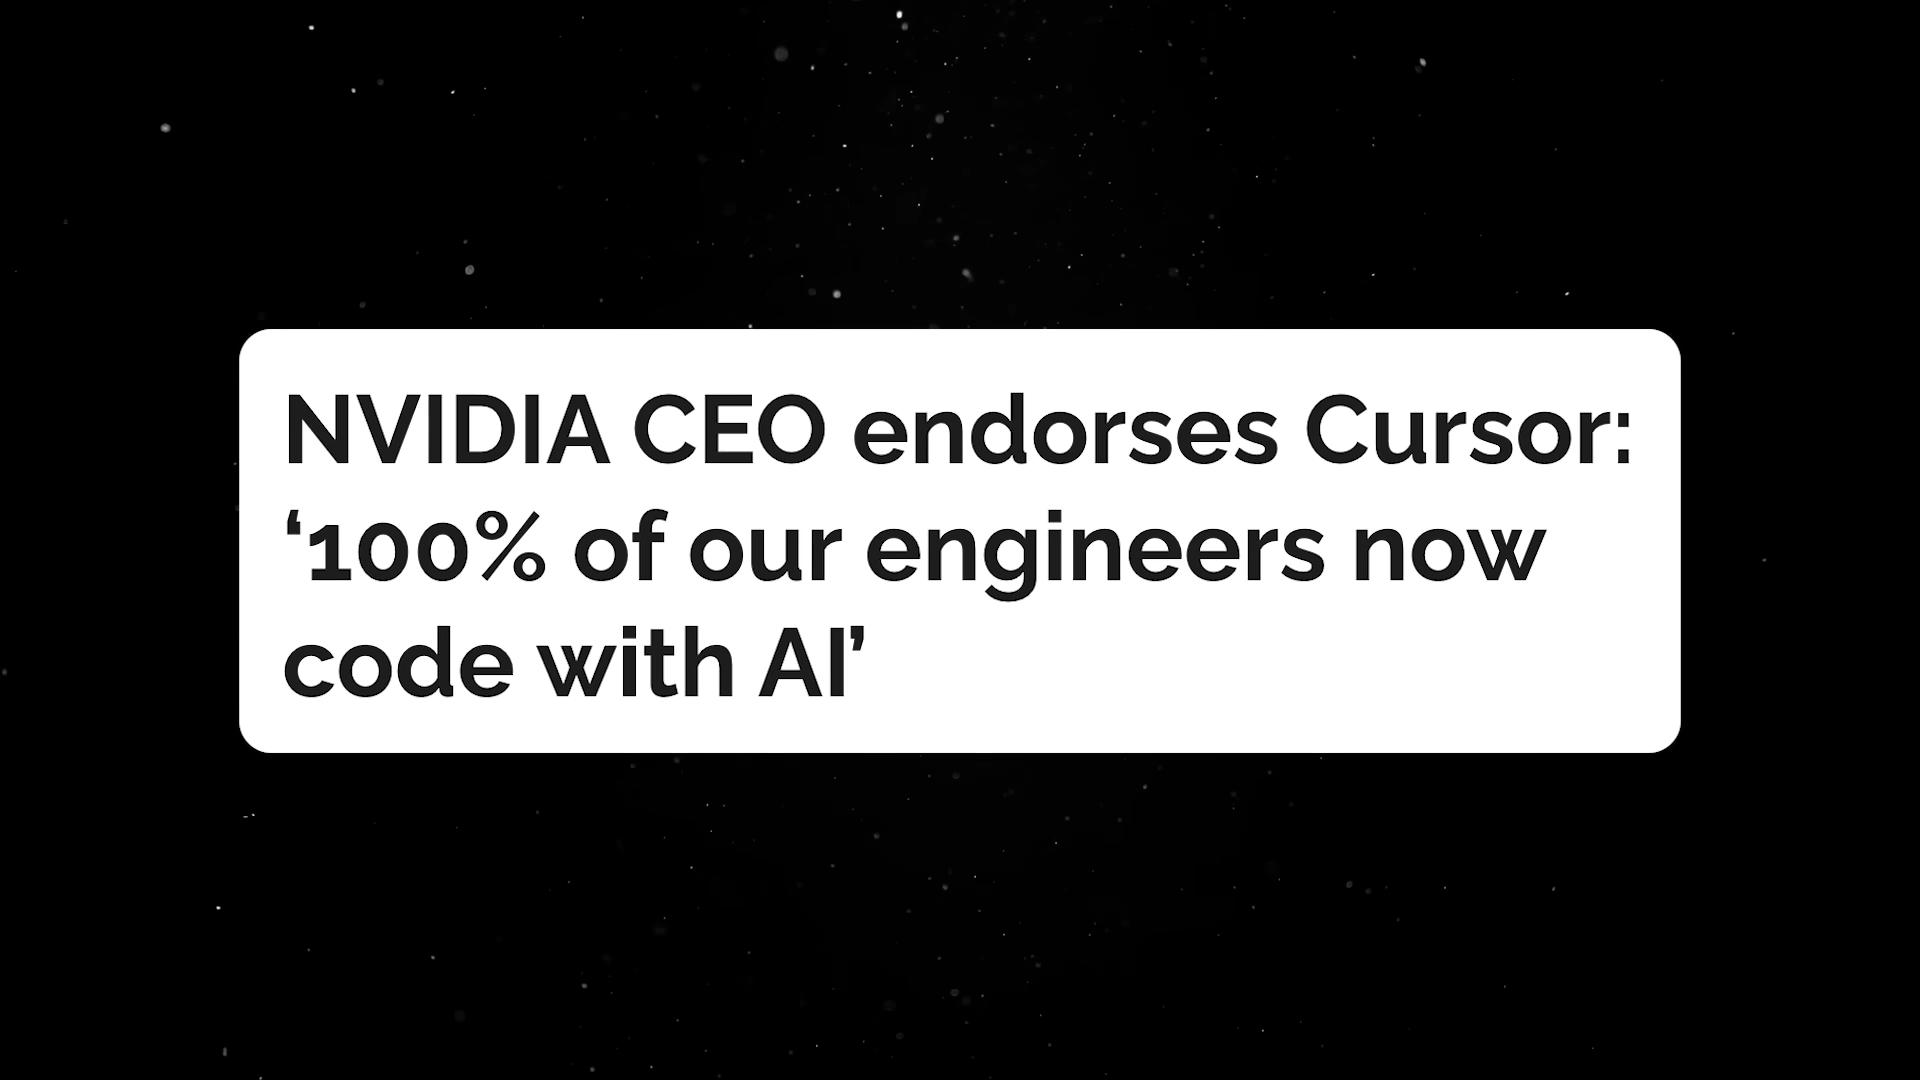 NVIDIA CEO endorses Cursor:
‘100% of our engineers now
code with AI’